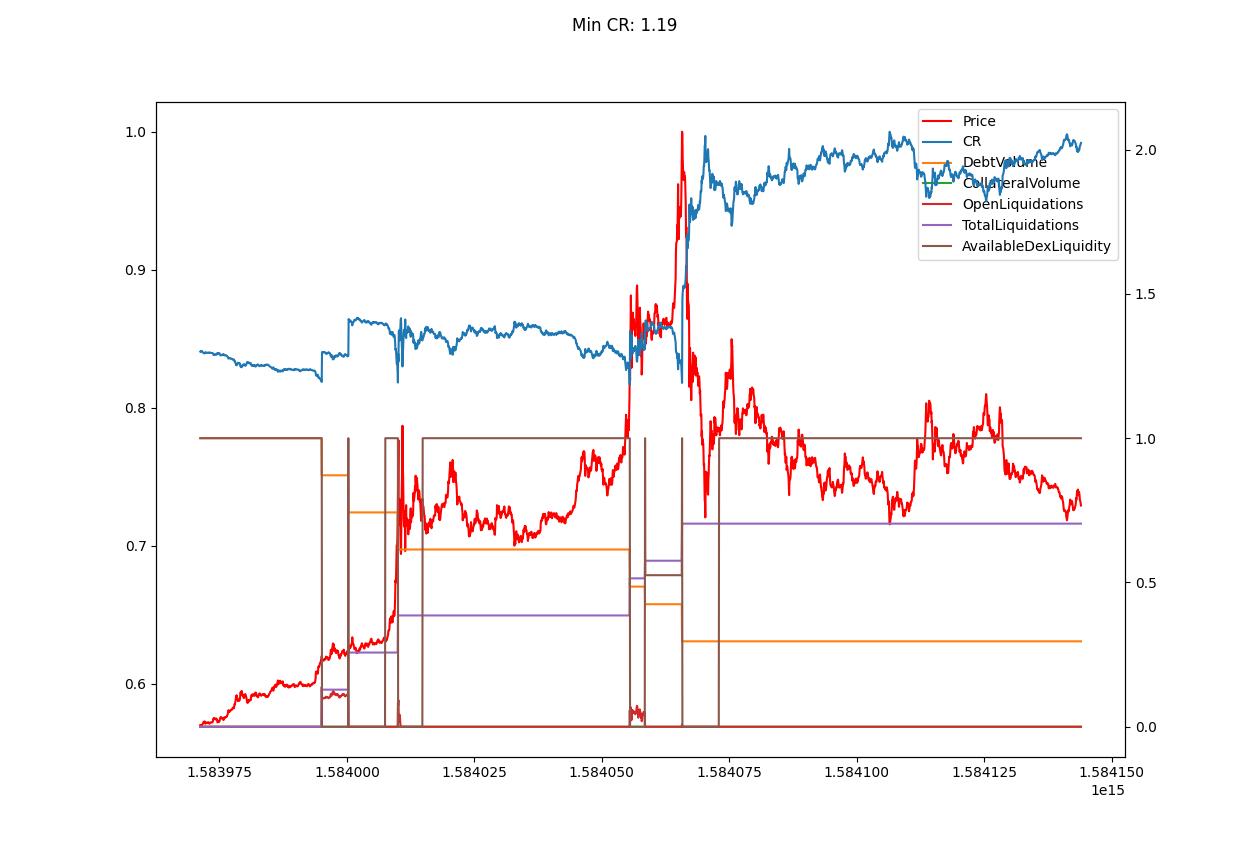 Min CR: 1.19
1.0
0.9
0.8
0.7
0.6
2.0
1.5
1.0
0.5
0.0
Price
CR
DebtVolume
CollateralVolume
OpenLiquidations
TotalLiquidations
AvailableDexLiquidity
1.583975 1.584000 1.584025 1.584050 1.584075 1.584100 1.584125 1.584150
1e15